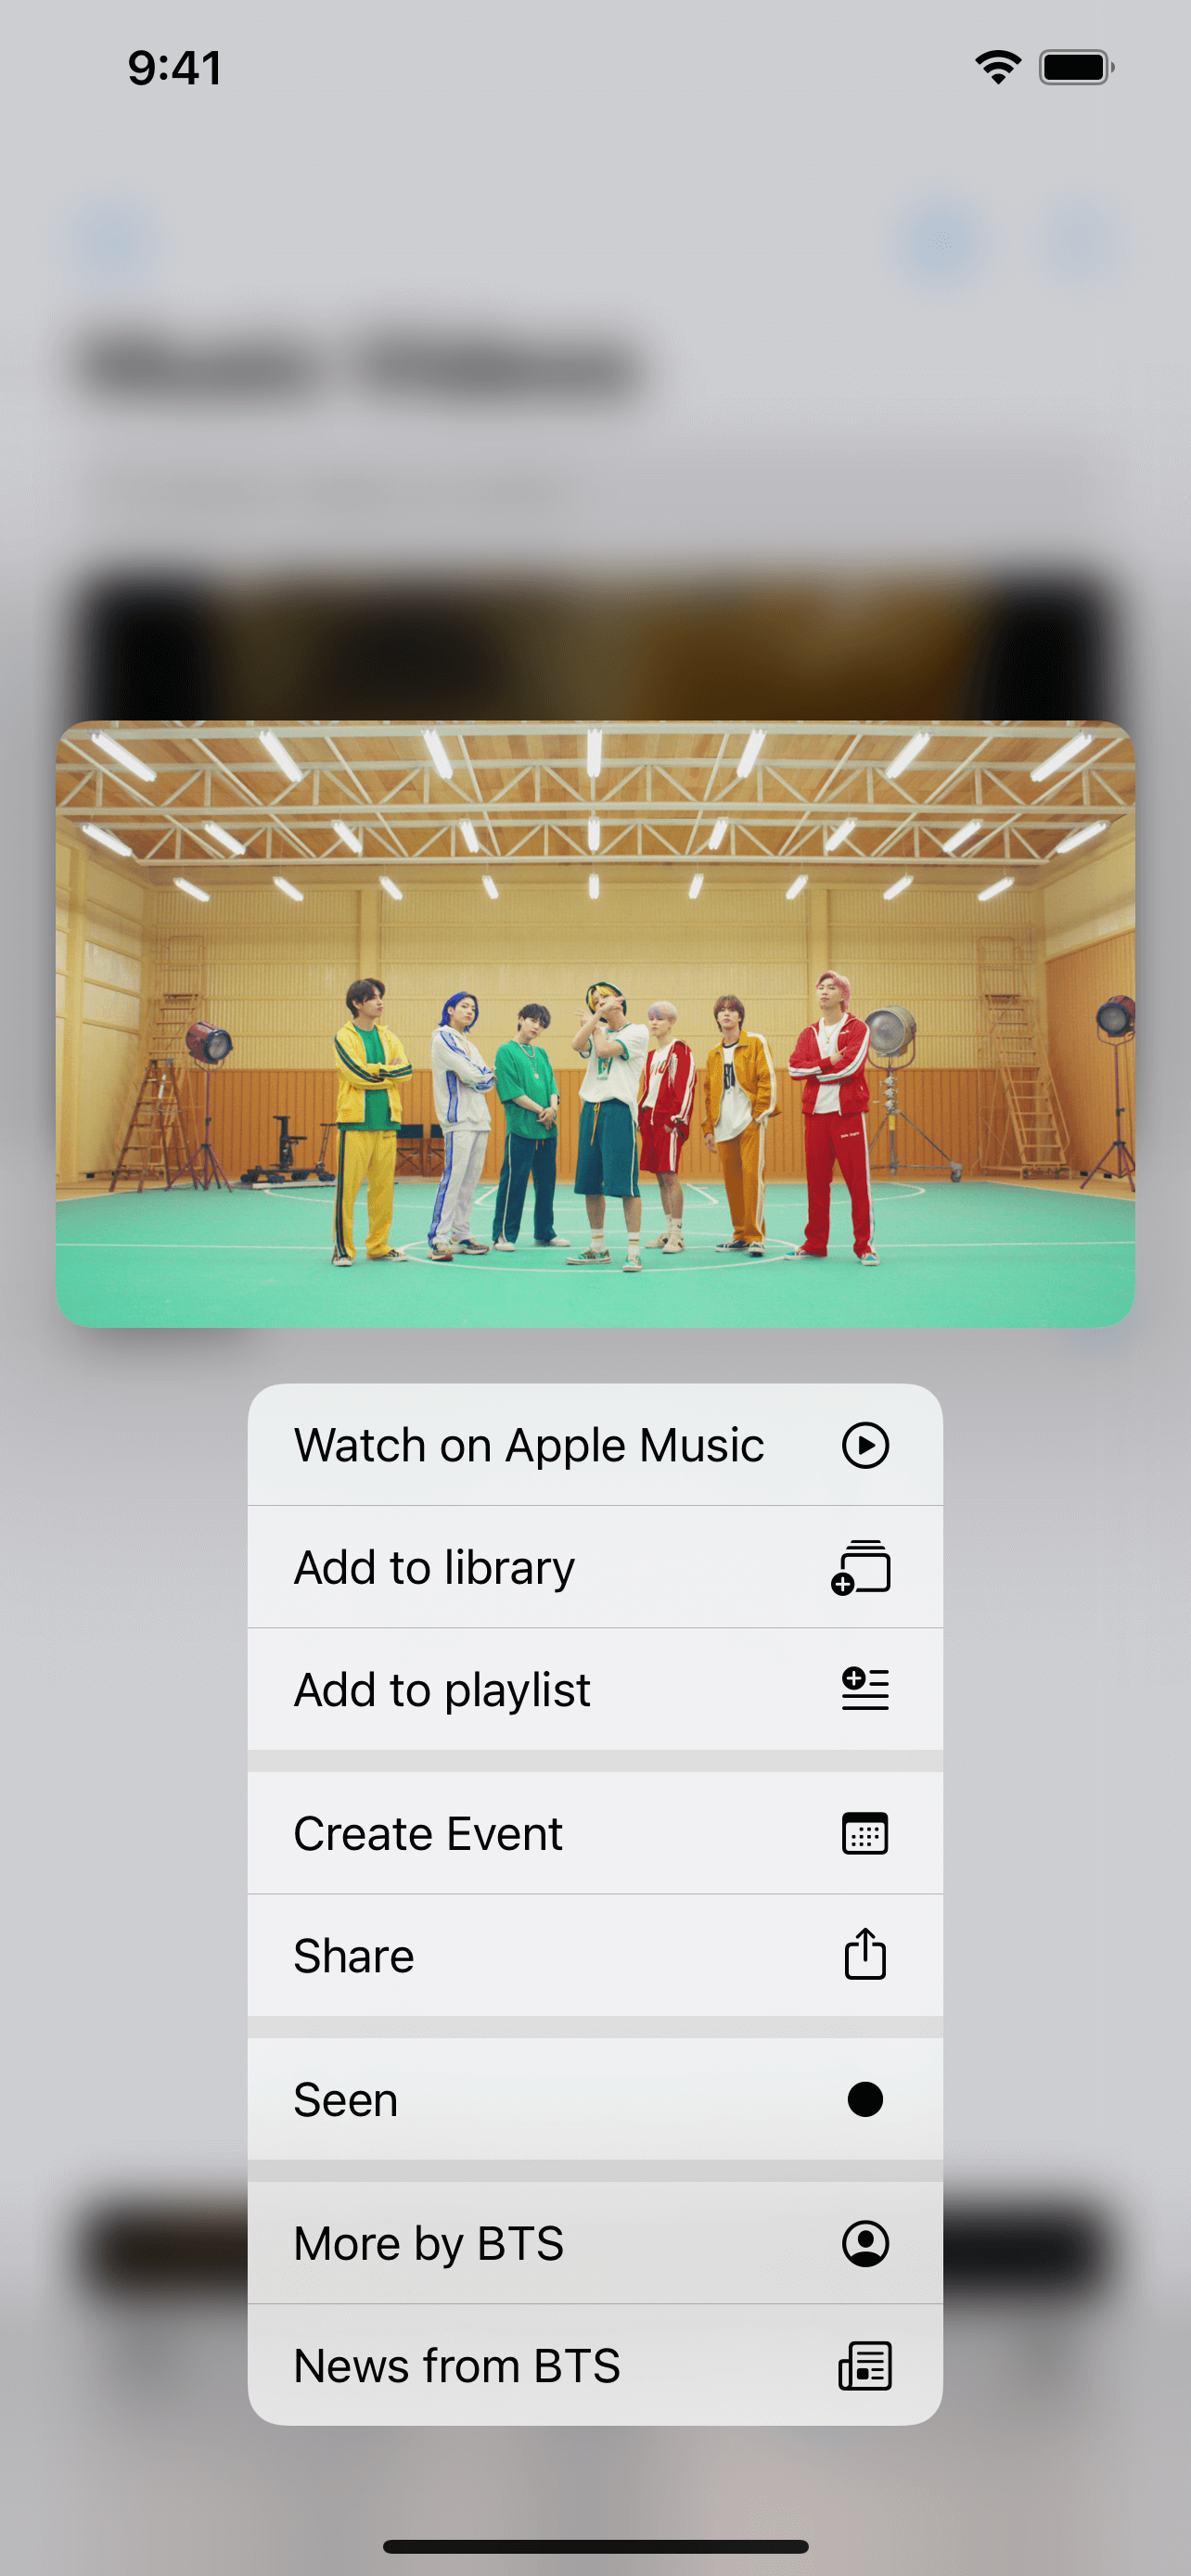 9:41
Watch on Apple Music
Add to library
Add to playlist
Create Event
Share
Seen
More by BTS
News from BTS